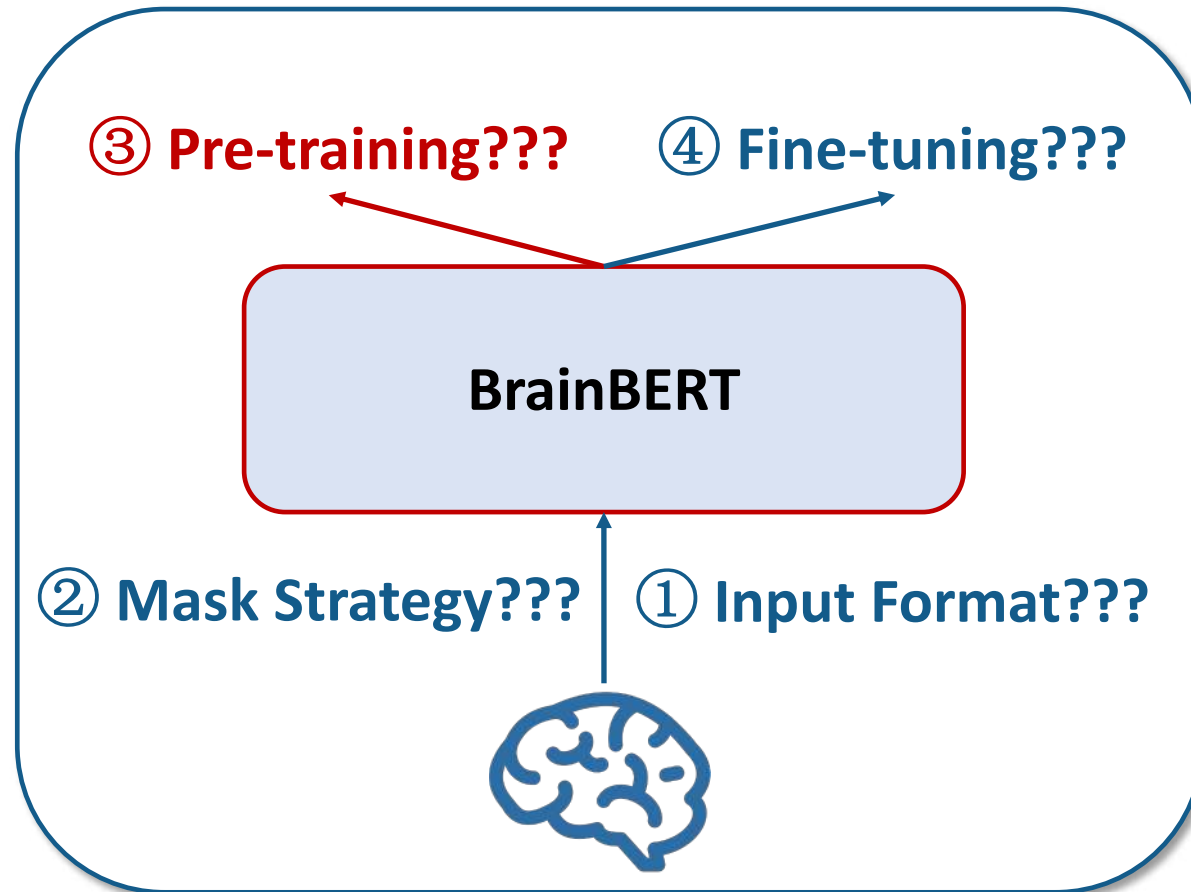 ③ Pre-training???
④ Fine-tuning???
BrainBERT
② Mask Strategy???
① Input Format???